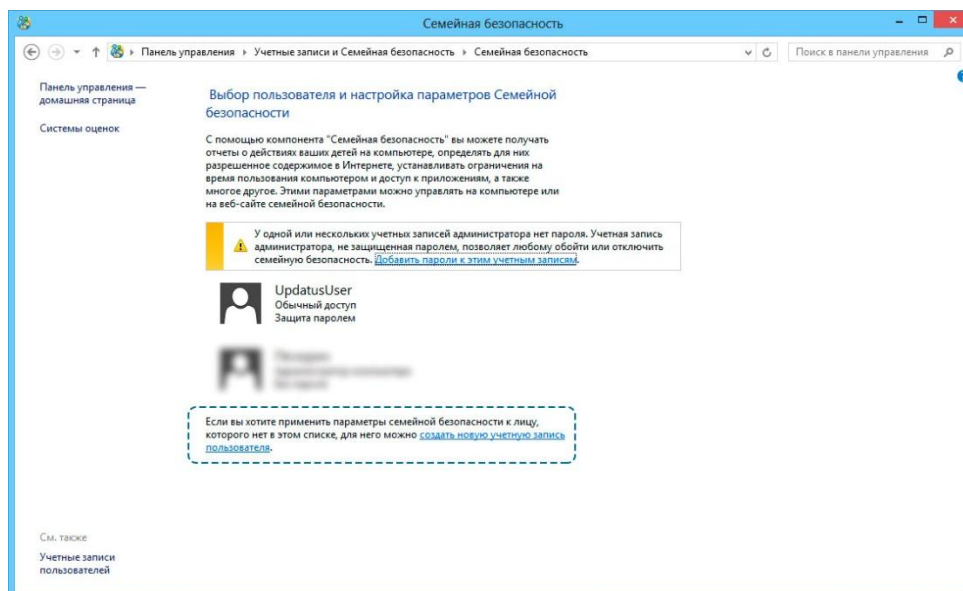 Семейная безопасность
Панель управления ▸ Учетные записи и Семейная безопасность ▸ Семейная безопасность
Поиск в панели управления
Панель управления —
домашняя страница
Системы оценок
Выбор пользователя и настройка параметров Семейной
безопасности
С помощью компонента "Семейная безопасность" вы можете получать
отчеты о действиях ваших детей на компьютере, определять для них
разрешенное содержимое в Интернете, устанавливать ограничения на
время пользования компьютером и доступ к приложениям, а также
многое другое. Этими параметрами можно управлять на компьютере или
на веб-сайте семейной безопасности.
У одной или нескольких учетных записей администратора нет пароля. Учетная запись
администратора, не защищенная паролем, позволяет любому обойти или отключить
семейную безопасность. Добавить пароли к этим учетным записям.
UpdatusUser
Обычный доступ
Защита паролем
Если вы хотите применить параметры семейной безопасности к лицу,
которого нет в этом списке, для него можно создать новую учетную запись
пользователя.
См. также
Учетные записи
пользователей